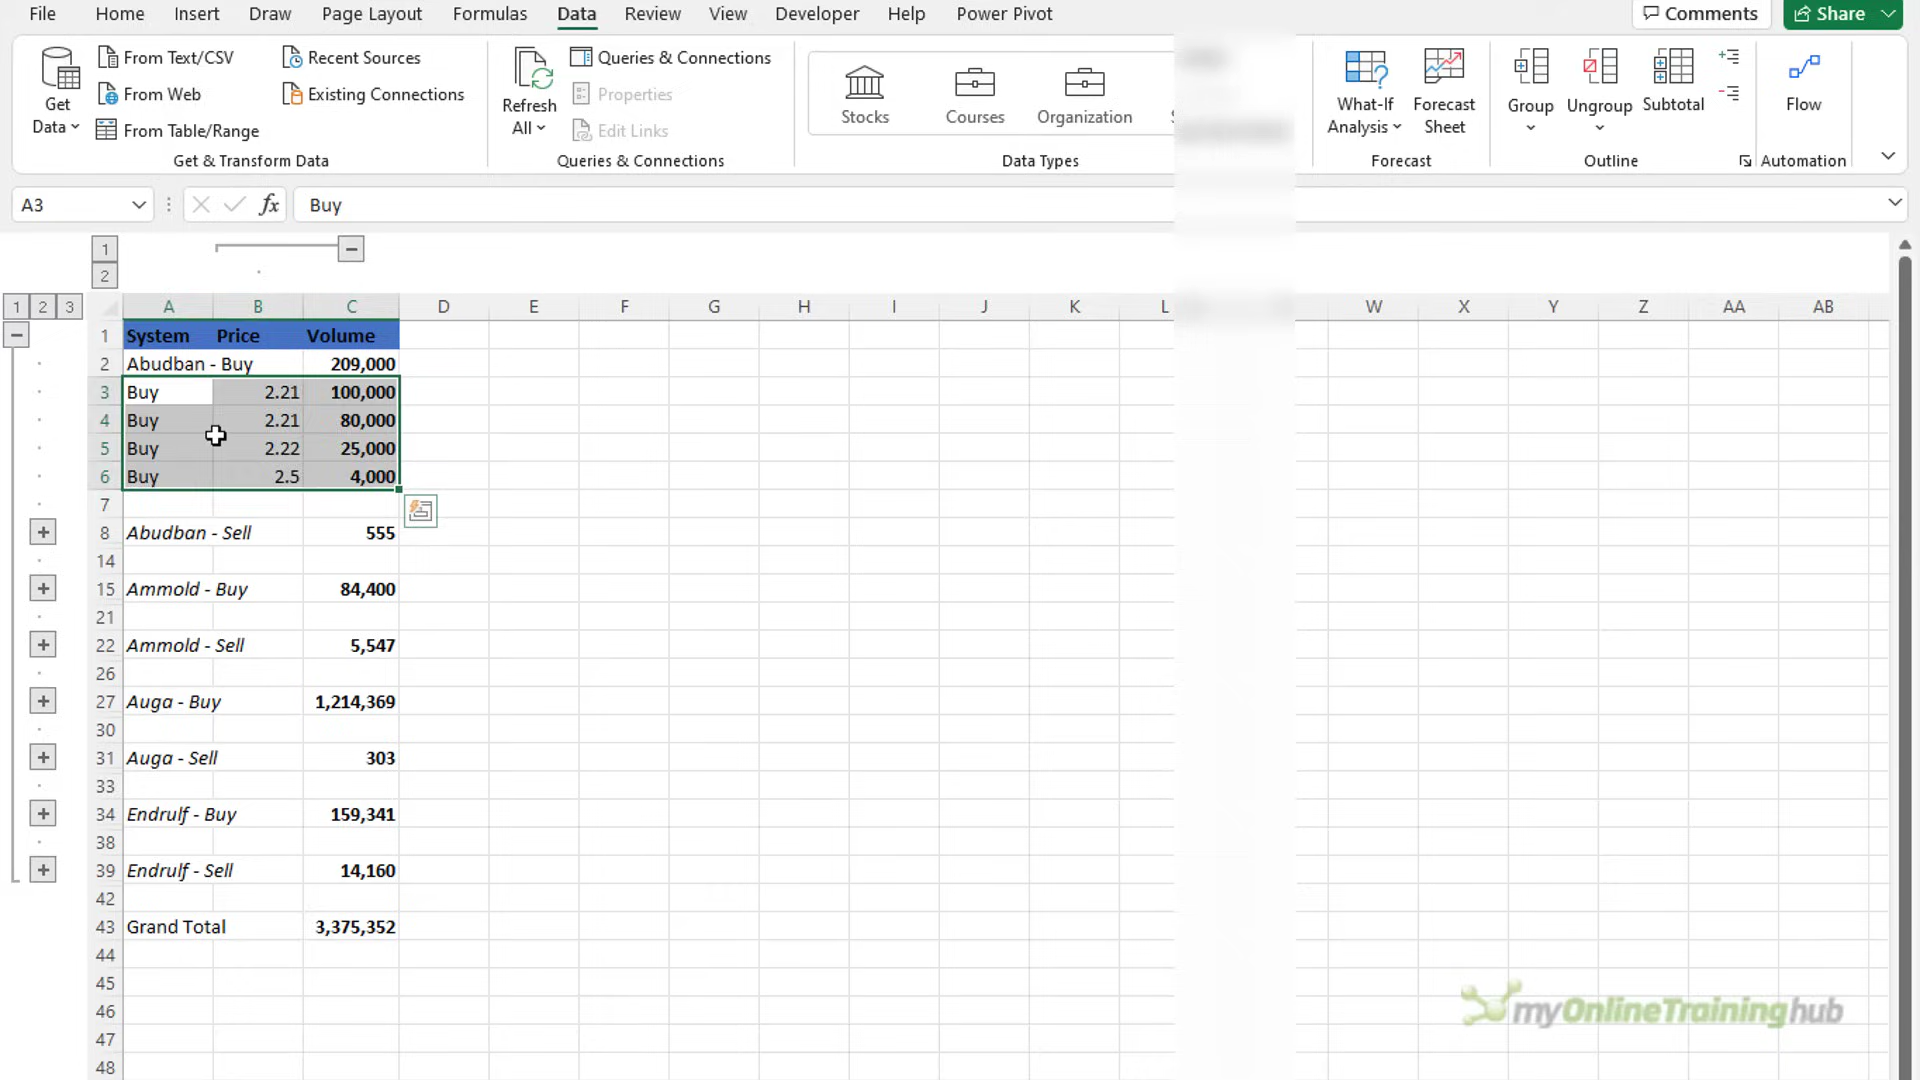 File Home Insert Draw Page Layout Formulas Data Review View Developer Help Power Pivot Comments Share
From Text/CSV Recent Sources Queries & Connections
From Web Existing Connections Properties
From Table/Range Edit Links
Get Data
Refresh All
Stocks Courses Organization
What-If Analysis
Forecast Sheet
Group Ungroup Subtotal
Flow
Get & Transform Data Queries & Connections Data Types Forecast Outline Automation
A3 fx Buy
1
2
1 2 3 A B C D E F G H I J K L W X Y Z AA AB
1 System Price Volume
2 Abudban - Buy 209,000
3 Buy 2.21 100,000
4 Buy 2.21 80,000
5 Buy 2.22 25,000
6 Buy 2.5 4,000
7
8 Abudban - Sell 555
14
15 Ammold - Buy 84,400
21
22 Ammold - Sell 5,547
26
27 Auga - Buy 1,214,369
30
31 Auga - Sell 303
33
34 Endrulf - Buy 159,341
38
39 Endrulf - Sell 14,160
42
43 Grand Total 3,375,352
44
45
46 myOnlineTraininghub
47
48